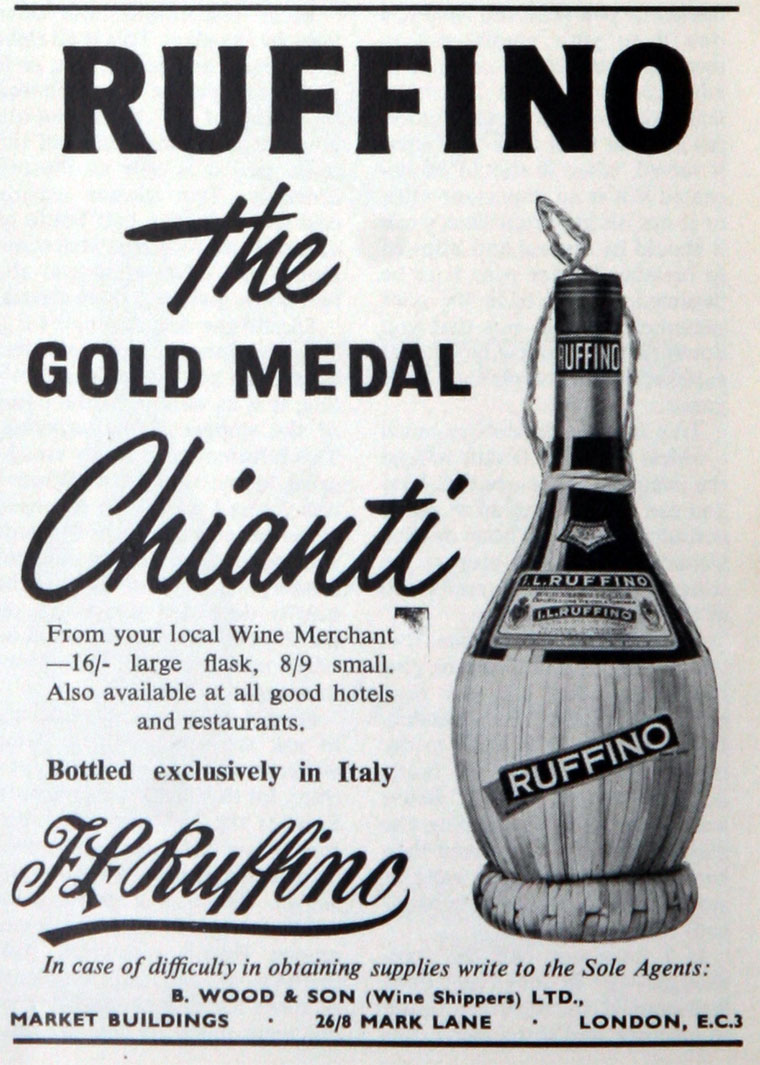 RUFFINO
the
GOLD MEDAL
Chianti
From your local Wine Merchant
—16/- large flask, 8/9 small.
Also available at all good hotels
and restaurants.
Bottled exclusively in Italy
I.L. Ruffino
In case of difficulty in obtaining supplies write to the Sole Agents:
B. WOOD & SON (Wine Shippers) LTD.,
MARKET BUILDINGS · 26/8 MARK LANE · LONDON, E.C.3
RUFFINO
I.L.RUFFINO
I.L.RUFFINO
RUFFINO